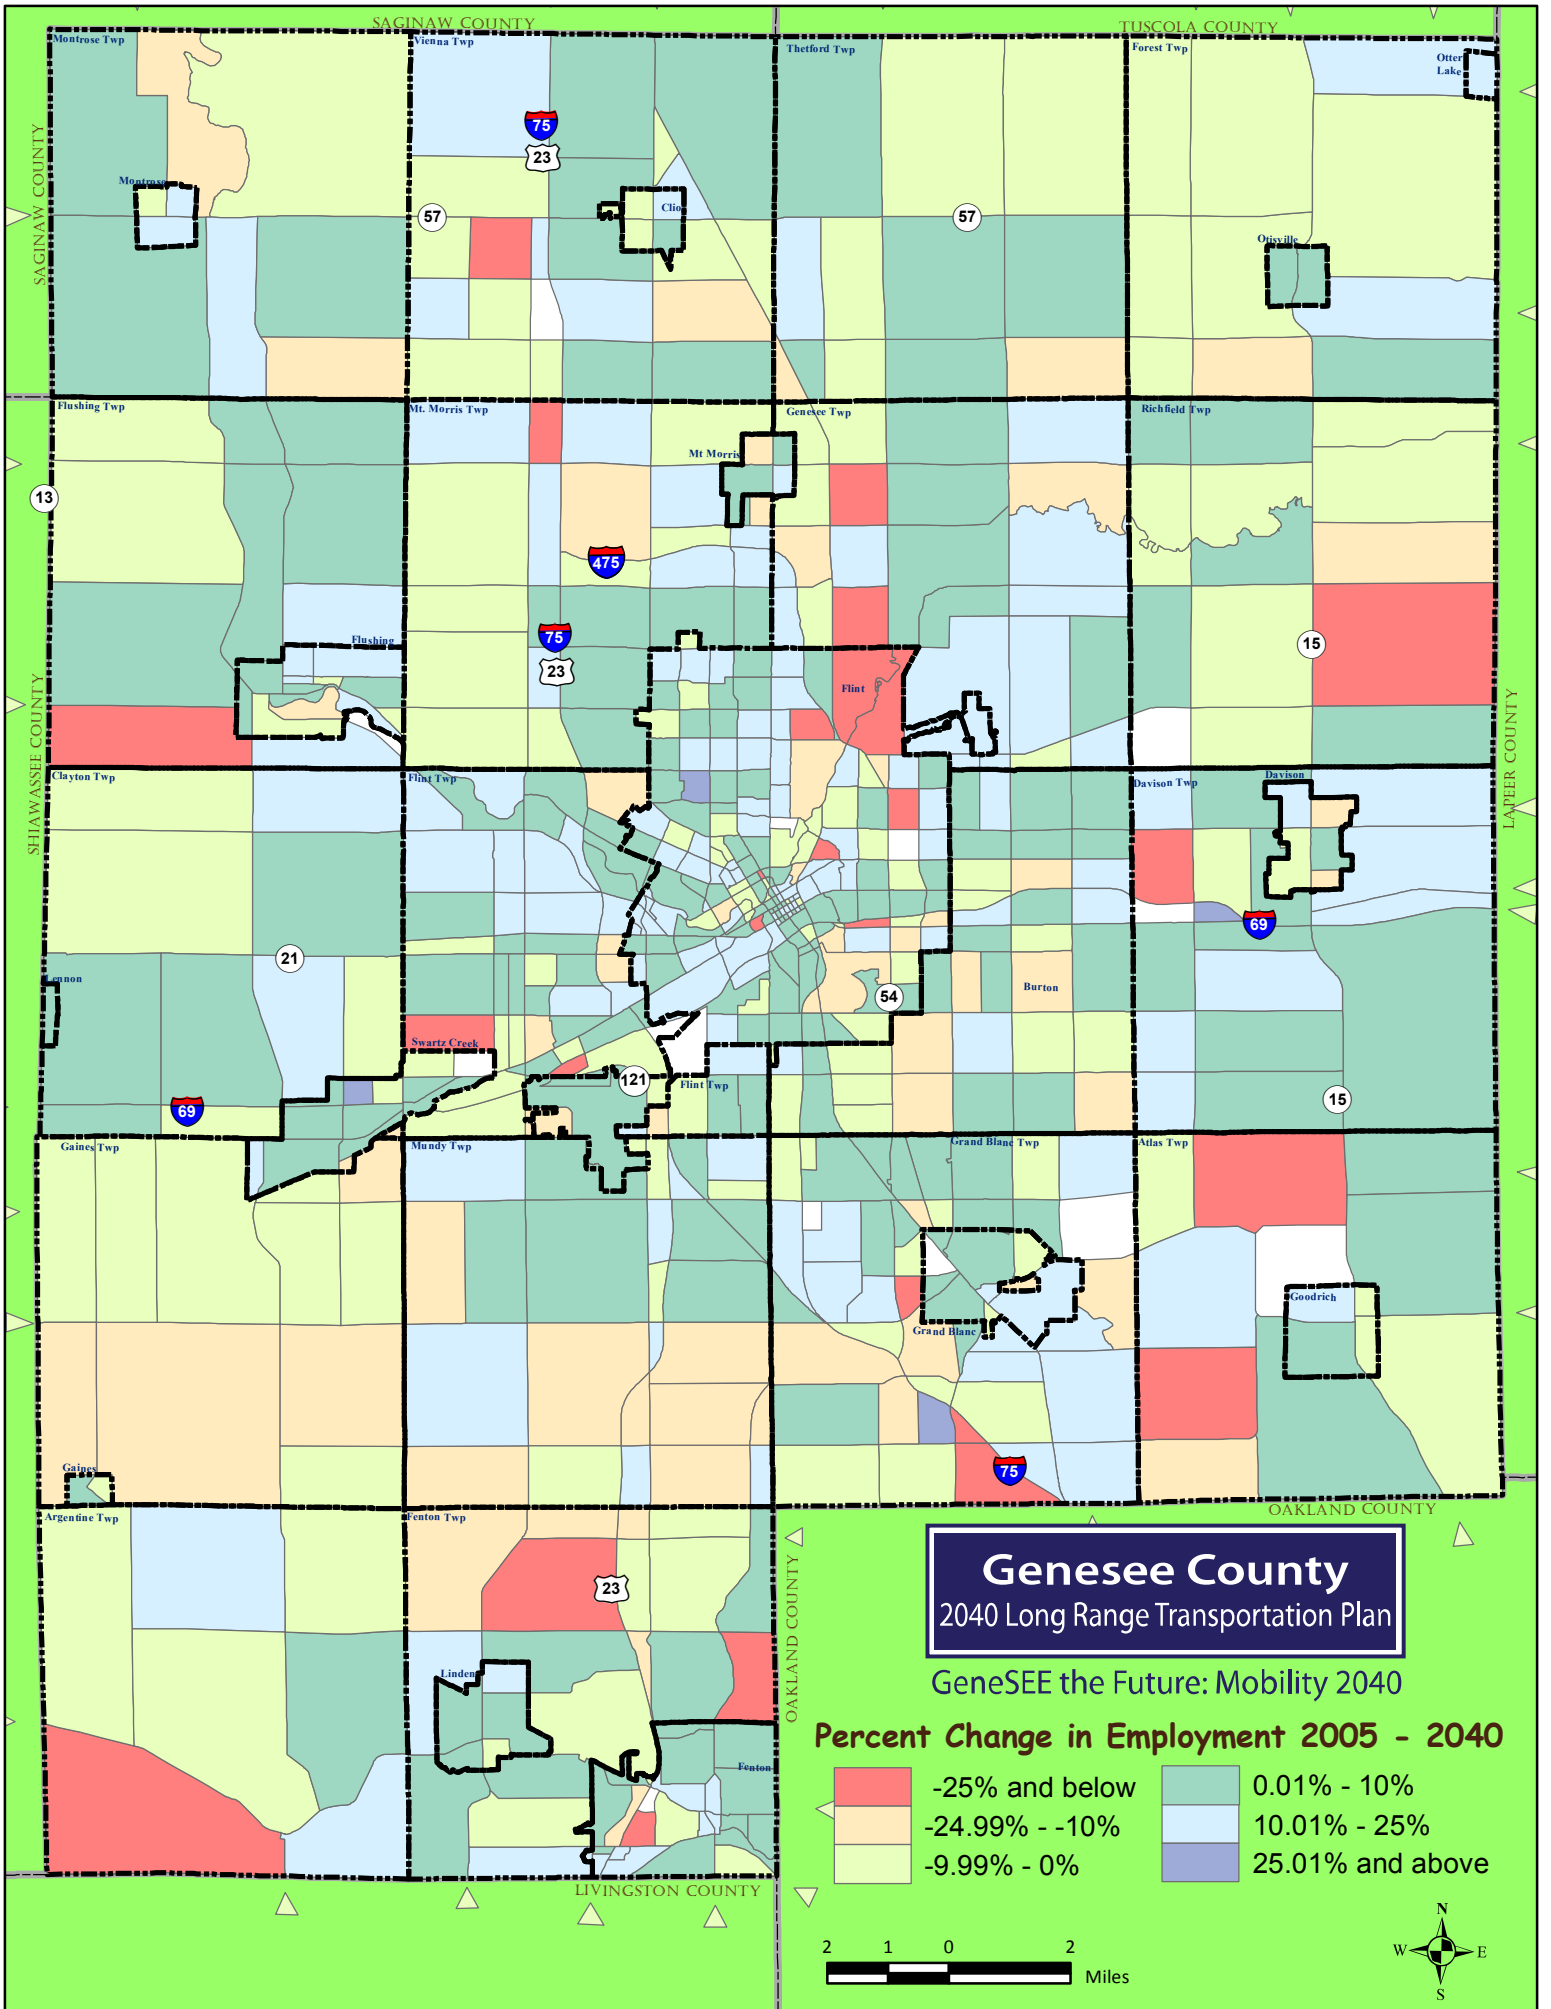 SAGINAW COUNTY
TUSCOLA COUNTY
Montrose Twp
Vienna Twp
Thetford Twp
Forest Twp
Otter
Lake
75
23
SAGINAW COUNTY
Montrose
57
Clio
57
Otisville
Flushing Twp
Mt. Morris Twp
Genesee Twp
Richfield Twp
Mt Morris
13
475
75
23
Flushing
15
Flint
SHIAWASSEE COUNTY
LAPEER COUNTY
Clayton Twp
Flint Twp
Davison Twp
Davison
69
21
Lennon
Burton
54
Swartz Creek
121
Flint Twp
69
15
Gaines Twp
Mundy Twp
Grand Blanc Twp
Atlas Twp
Goodrich
Grand Blanc
Gaines
75
Argentine Twp
Fenton Twp
OAKLAND COUNTY
23
OAKLAND COUNTY
Linden
Fenton
LIVINGSTON COUNTY
Genesee County
2040 Long Range Transportation Plan
GeneSEE the Future: Mobility 2040
Percent Change in Employment 2005 - 2040
-25% and below
-24.99% - -10%
-9.99% - 0%
0.01% - 10%
10.01% - 25%
25.01% and above
2 1 0 2
Miles
N
W E
S